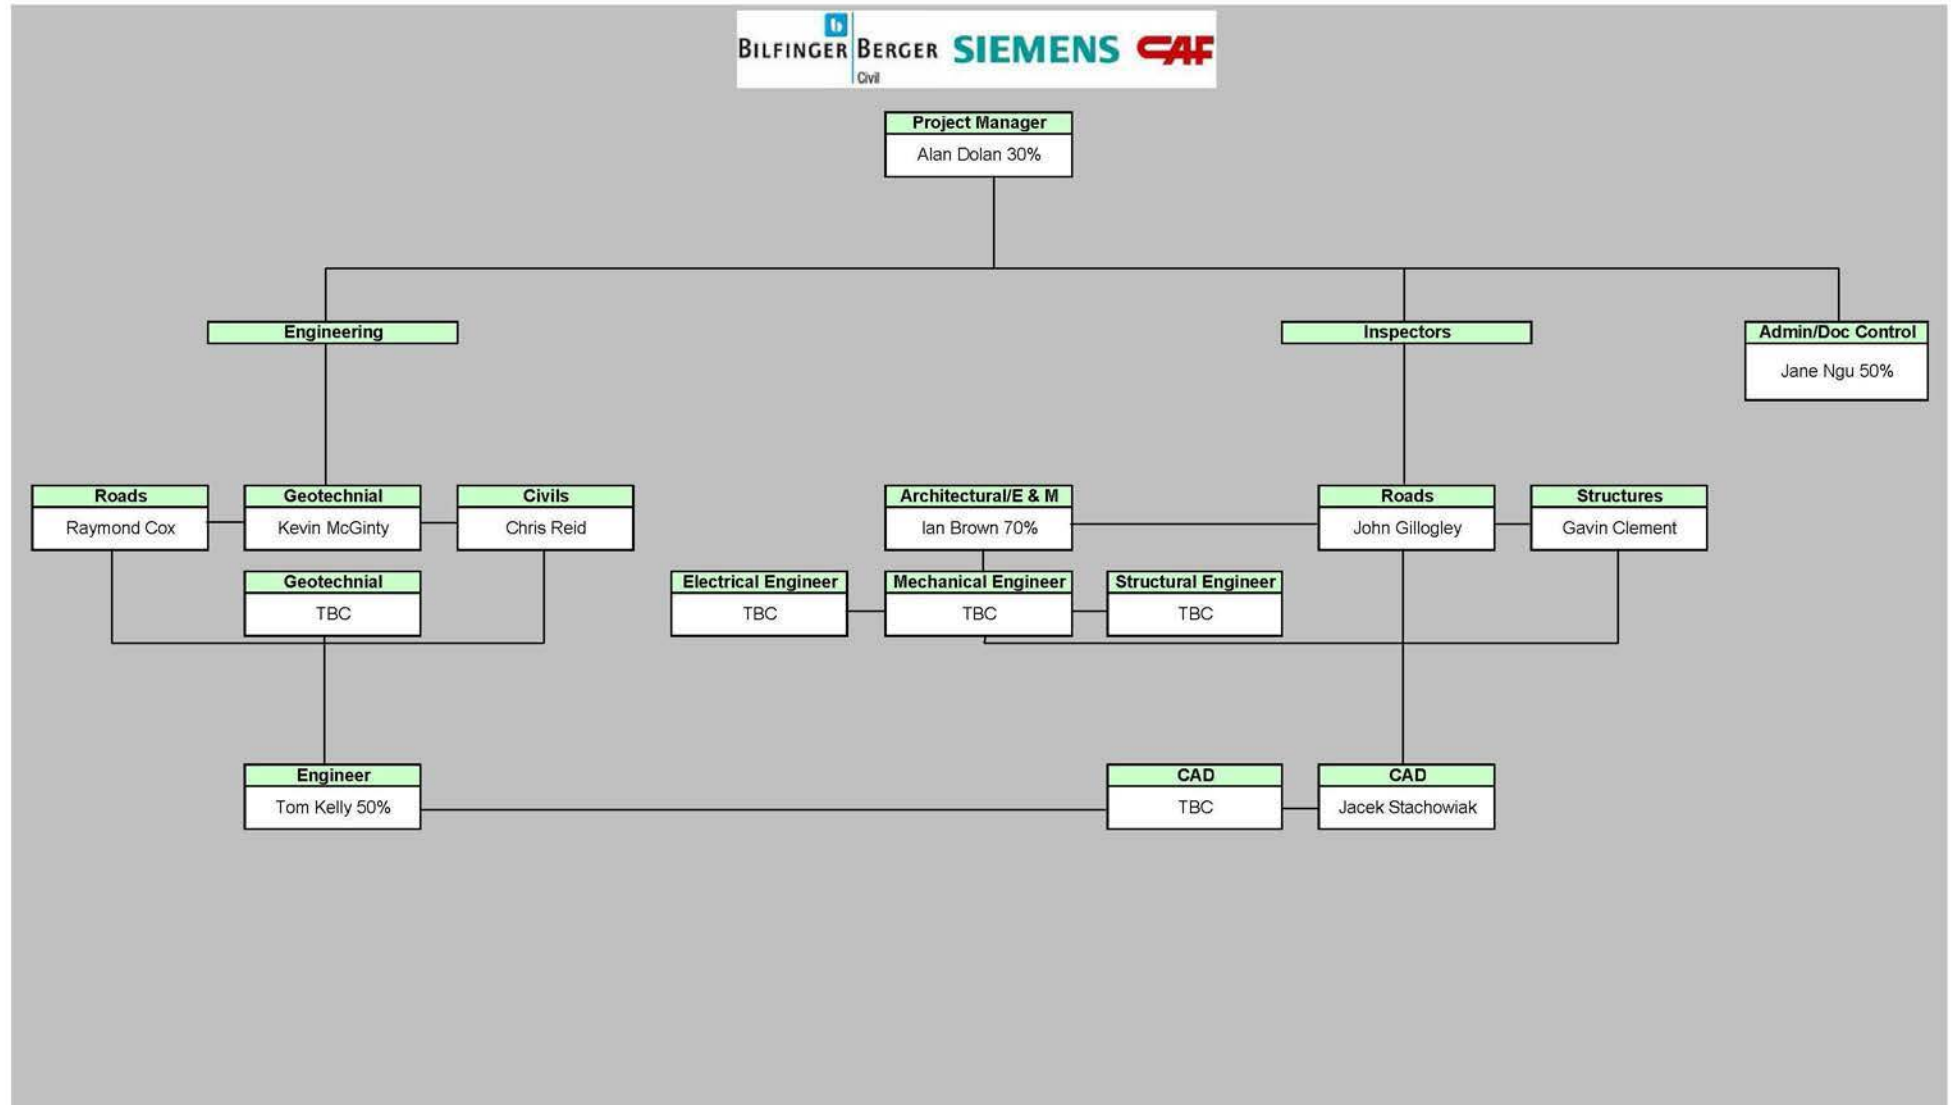 BILFINGER BERGER SIEMENS CAF
Civil
Project Manager
Alan Dolan 30%
Engineering
Inspectors
Admin/Doc Control
Jane Ngu 50%
Roads
Raymond Cox
Geotechnial
Kevin McGinty
Civils
Chris Reid
Architectural/E & M
Ian Brown 70%
Roads
John Gillogley
Structures
Gavin Clement
Geotechnial
TBC
Electrical Engineer
TBC
Mechanical Engineer
TBC
Structural Engineer
TBC
Engineer
Tom Kelly 50%
CAD
TBC
CAD
Jacek Stachowiak